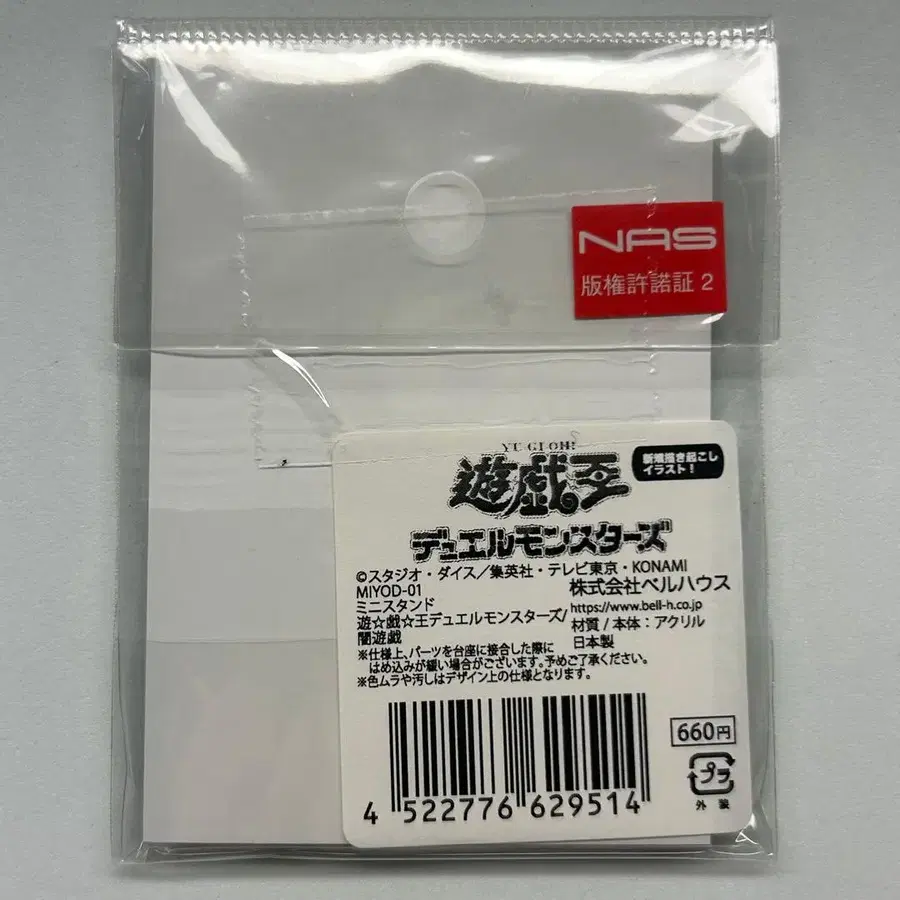 NAS
版権許諾証 2
YU-GI-OH!
遊戯王
新規描き起こし
イラスト!
デュエルモンスターズ
©スタジオ・ダイス/集英社・テレビ東京・KONAMI
MIYOD-01
株式会社ベルハウス
ミニスタンド
https://www.bell-h.co.jp
遊☆戯☆王デュエルモンスターズ/
材質/本体:アクリル
闇遊戯
日本製
※仕様上、パーツを台座に接合した際に
はめ込みが緩い場合がございます。予めご了承ください。
※色ムラや汚しはデザイン上の仕様となります。
660円
プラ
外装
4 522776 629514